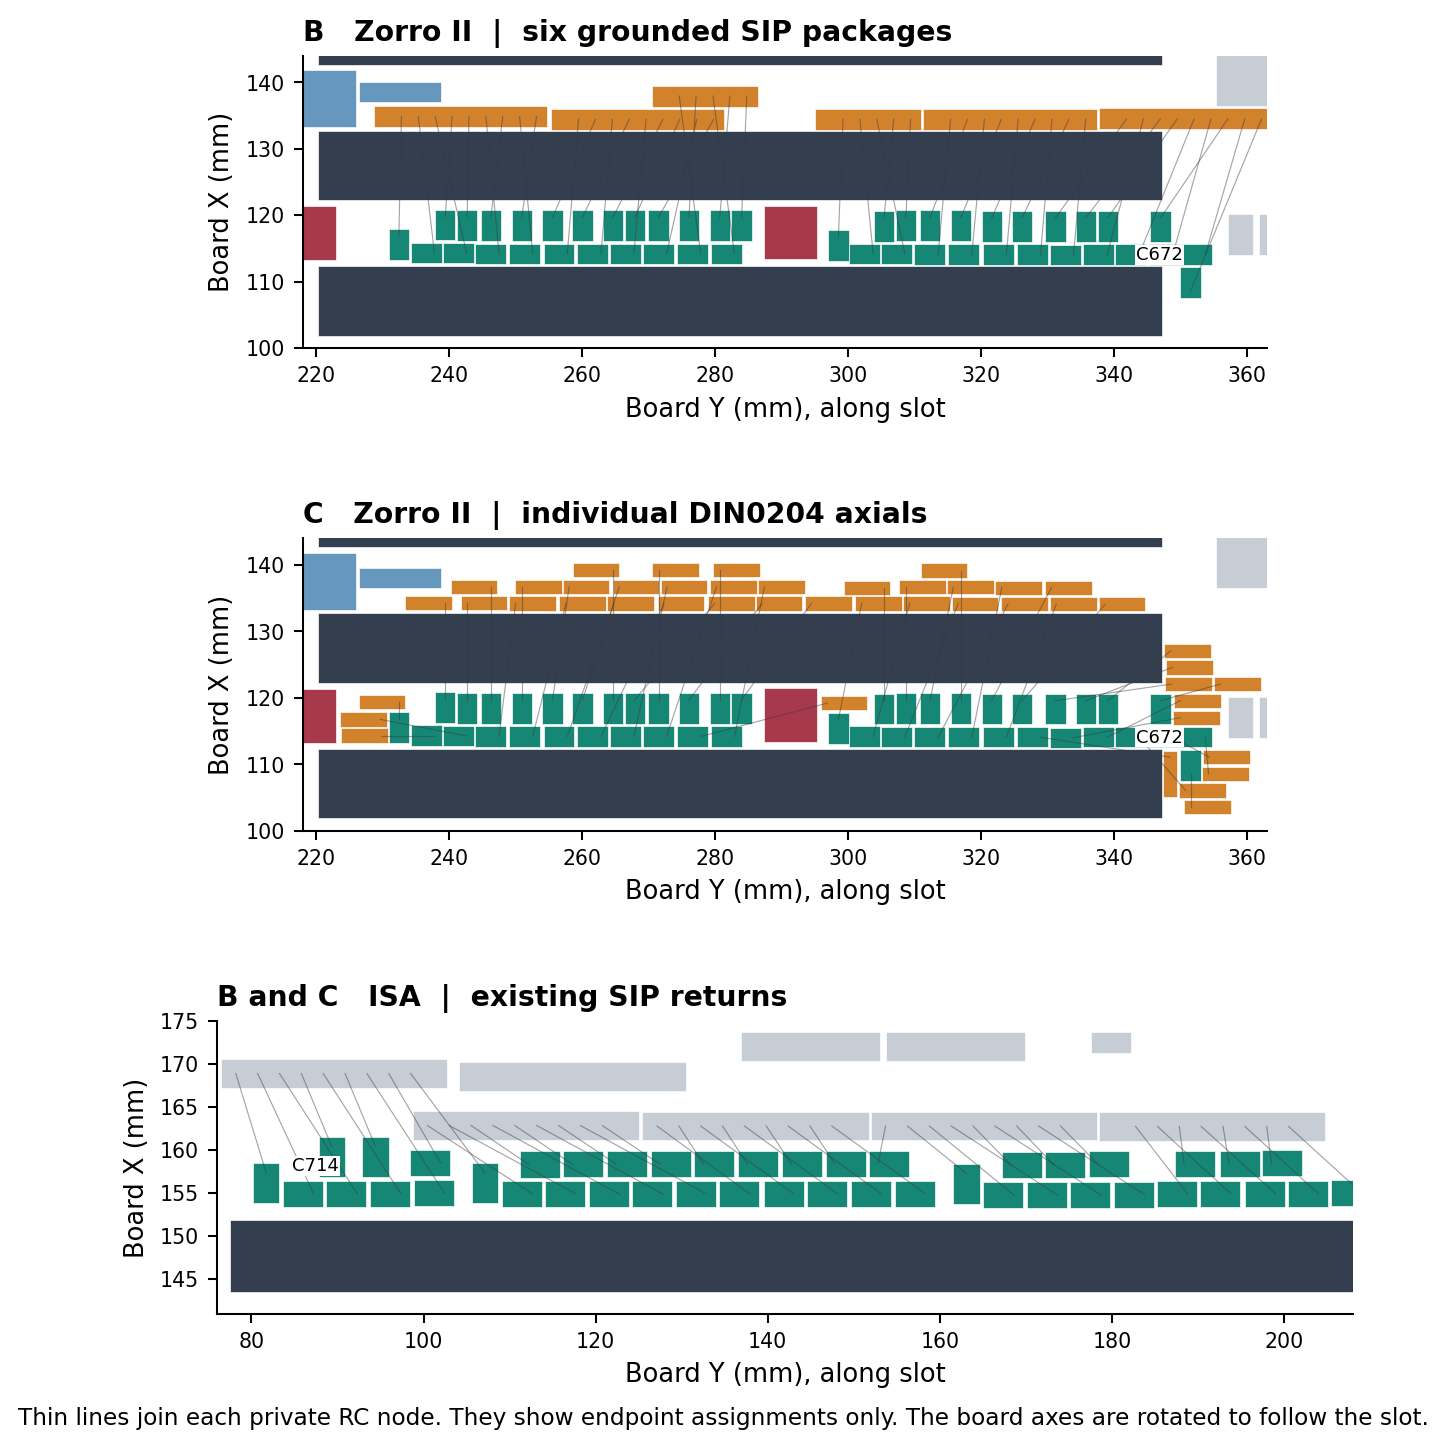 B Zorro II | six grounded SIP packages
140
130
120
110
100
Board X (mm)
C672
220 240 260 280 300 320 340 360
Board Y (mm), along slot
C Zorro II | individual DIN0204 axials
140
130
120
110
100
Board X (mm)
C672
220 240 260 280 300 320 340 360
Board Y (mm), along slot
B and C ISA | existing SIP returns
175
170
165
160
155
150
145
Board X (mm)
C714
80 100 120 140 160 180 200
Board Y (mm), along slot
Thin lines join each private RC node. They show endpoint assignments only. The board axes are rotated to follow the slot.